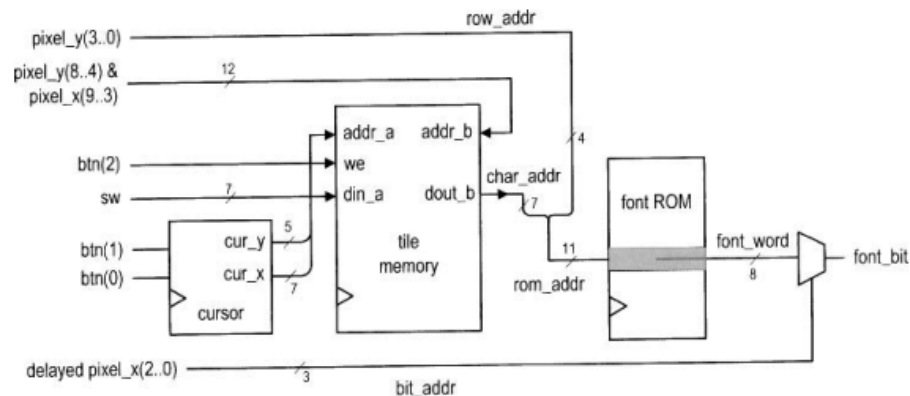 row_addr
pixel_y(3..0)
pixel_y(8..4) &
pixel_x(9..3)
12
addr_a
addr_b
4
btn(2)
we
char_addr
sw
7
din_a
dout_b
7
font ROM
btn(1)
cur_y
5
tile
memory
font_word
font_bit
btn(0)
cur_x
7
11
rom_addr
8
cursor
delayed pixel_x(2..0)
3
bit_addr